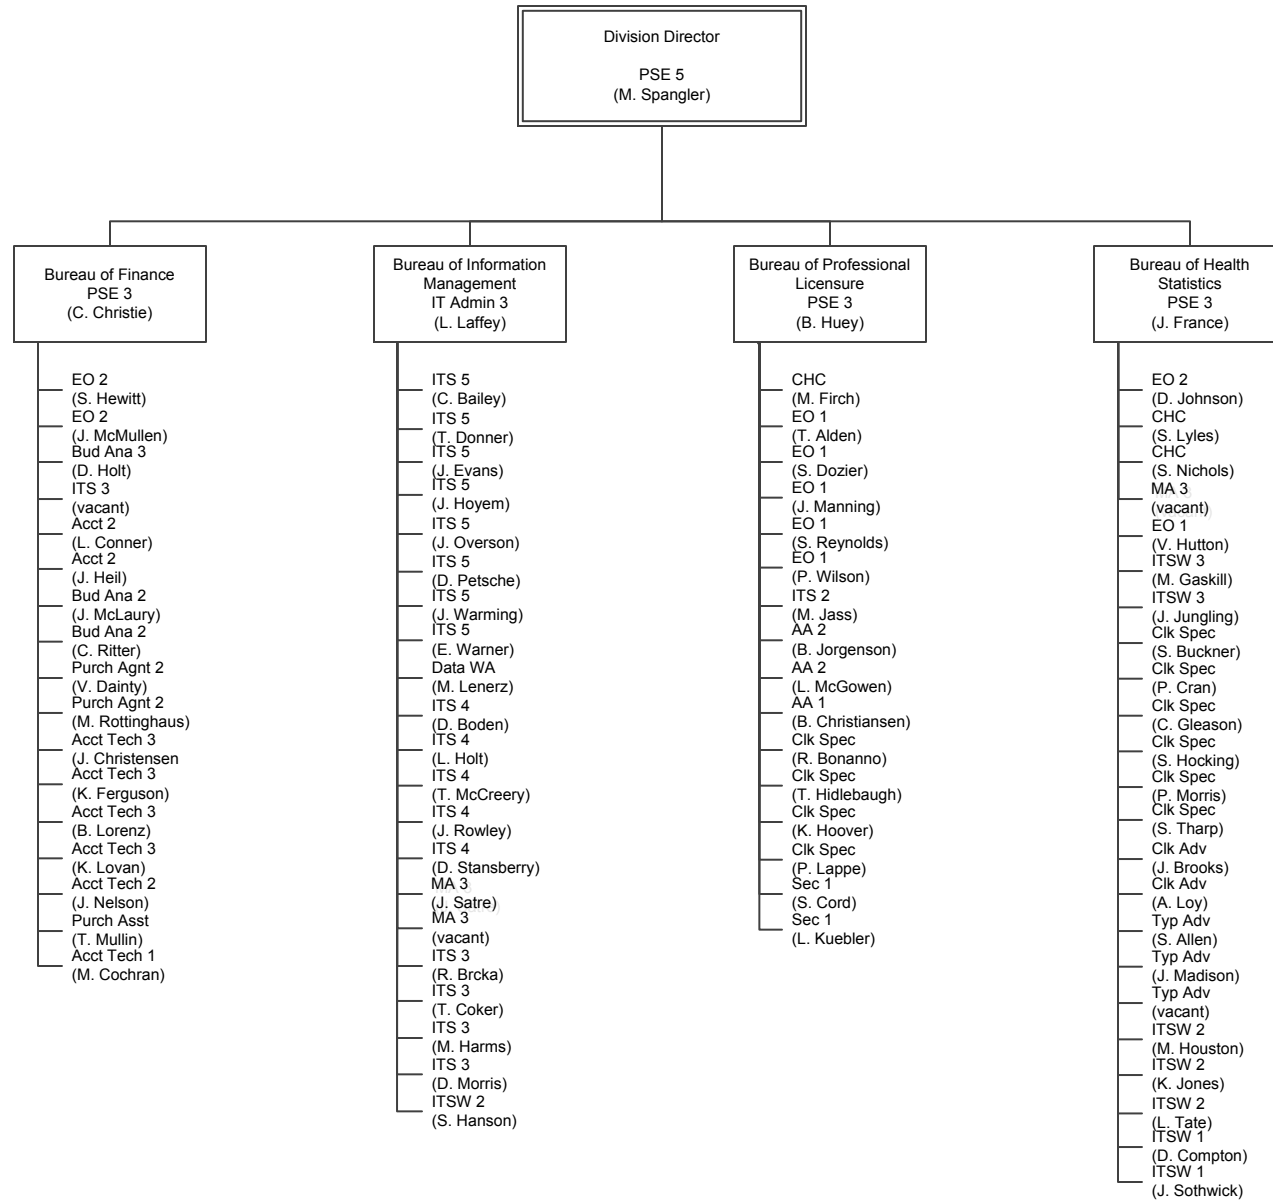 Division Director
PSE 5
(M. Spangler)
Bureau of Finance
PSE 3
(C. Christie)
EO 2
(S. Hewitt)
EO 2
(J. McMullen)
Bud Ana 3
(D. Holt)
ITS 3
(vacant)
Acct 2
(L. Conner)
Acct 2
(J. Heil)
Bud Ana 2
(J. McLaury)
Bud Ana 2
(C. Ritter)
Purch Agnt 2
(V. Dainty)
Purch Agnt 2
(M. Rottinghaus)
Acct Tech 3
(J. Christensen
Acct Tech 3
(K. Ferguson)
Acct Tech 3
(B. Lorenz)
Acct Tech 3
(K. Lovan)
Acct Tech 2
(J. Nelson)
Purch Asst
(T. Mullin)
Acct Tech 1
(M. Cochran)
Bureau of Information
Management
IT Admin 3
(L. Laffey)
ITS 5
(C. Bailey)
ITS 5
(T. Donner)
ITS 5
(J. Evans)
ITS 5
(J. Hoyem)
ITS 5
(J. Overson)
ITS 5
(D. Petsche)
ITS 5
(J. Warming)
ITS 5
(E. Warner)
Data WA
(M. Lenerz)
ITS 4
(D. Boden)
ITS 4
(L. Holt)
ITS 4
(T. McCreery)
ITS 4
(J. Rowley)
ITS 4
(D. Stansberry)
MA 3
(J. Satre)
MA 3
(vacant)
ITS 3
(R. Brcka)
ITS 3
(T. Coker)
ITS 3
(M. Harms)
ITS 3
(D. Morris)
ITSW 2
(S. Hanson)
Bureau of Professional
Licensure
PSE 3
(B. Huey)
CHC
(M. Firch)
EO 1
(T. Alden)
EO 1
(S. Dozier)
EO 1
(J. Manning)
EO 1
(S. Reynolds)
EO 1
(P. Wilson)
ITS 2
(M. Jass)
AA 2
(B. Jorgenson)
AA 2
(L. McGowen)
AA 1
(B. Christiansen)
Clk Spec
(R. Bonanno)
Clk Spec
(T. Hidlebaugh)
Clk Spec
(K. Hoover)
Clk Spec
(P. Lappe)
Sec 1
(S. Cord)
Sec 1
(L. Kuebler)
Bureau of Health
Statistics
PSE 3
(J. France)
EO 2
(D. Johnson)
CHC
(S. Lyles)
CHC
(S. Nichols)
MA 3
(vacant)
EO 1
(V. Hutton)
ITSW 3
(M. Gaskill)
ITSW 3
(J. Jungling)
Clk Spec
(S. Buckner)
Clk Spec
(P. Cran)
Clk Spec
(C. Gleason)
Clk Spec
(S. Hocking)
Clk Spec
(P. Morris)
Clk Spec
(S. Tharp)
Clk Adv
(J. Brooks)
Clk Adv
(A. Loy)
Typ Adv
(S. Allen)
Typ Adv
(J. Madison)
Typ Adv
(vacant)
ITSW 2
(M. Houston)
ITSW 2
(K. Jones)
ITSW 2
(L. Tate)
ITSW 1
(D. Compton)
ITSW 1
(J. Sothwick)